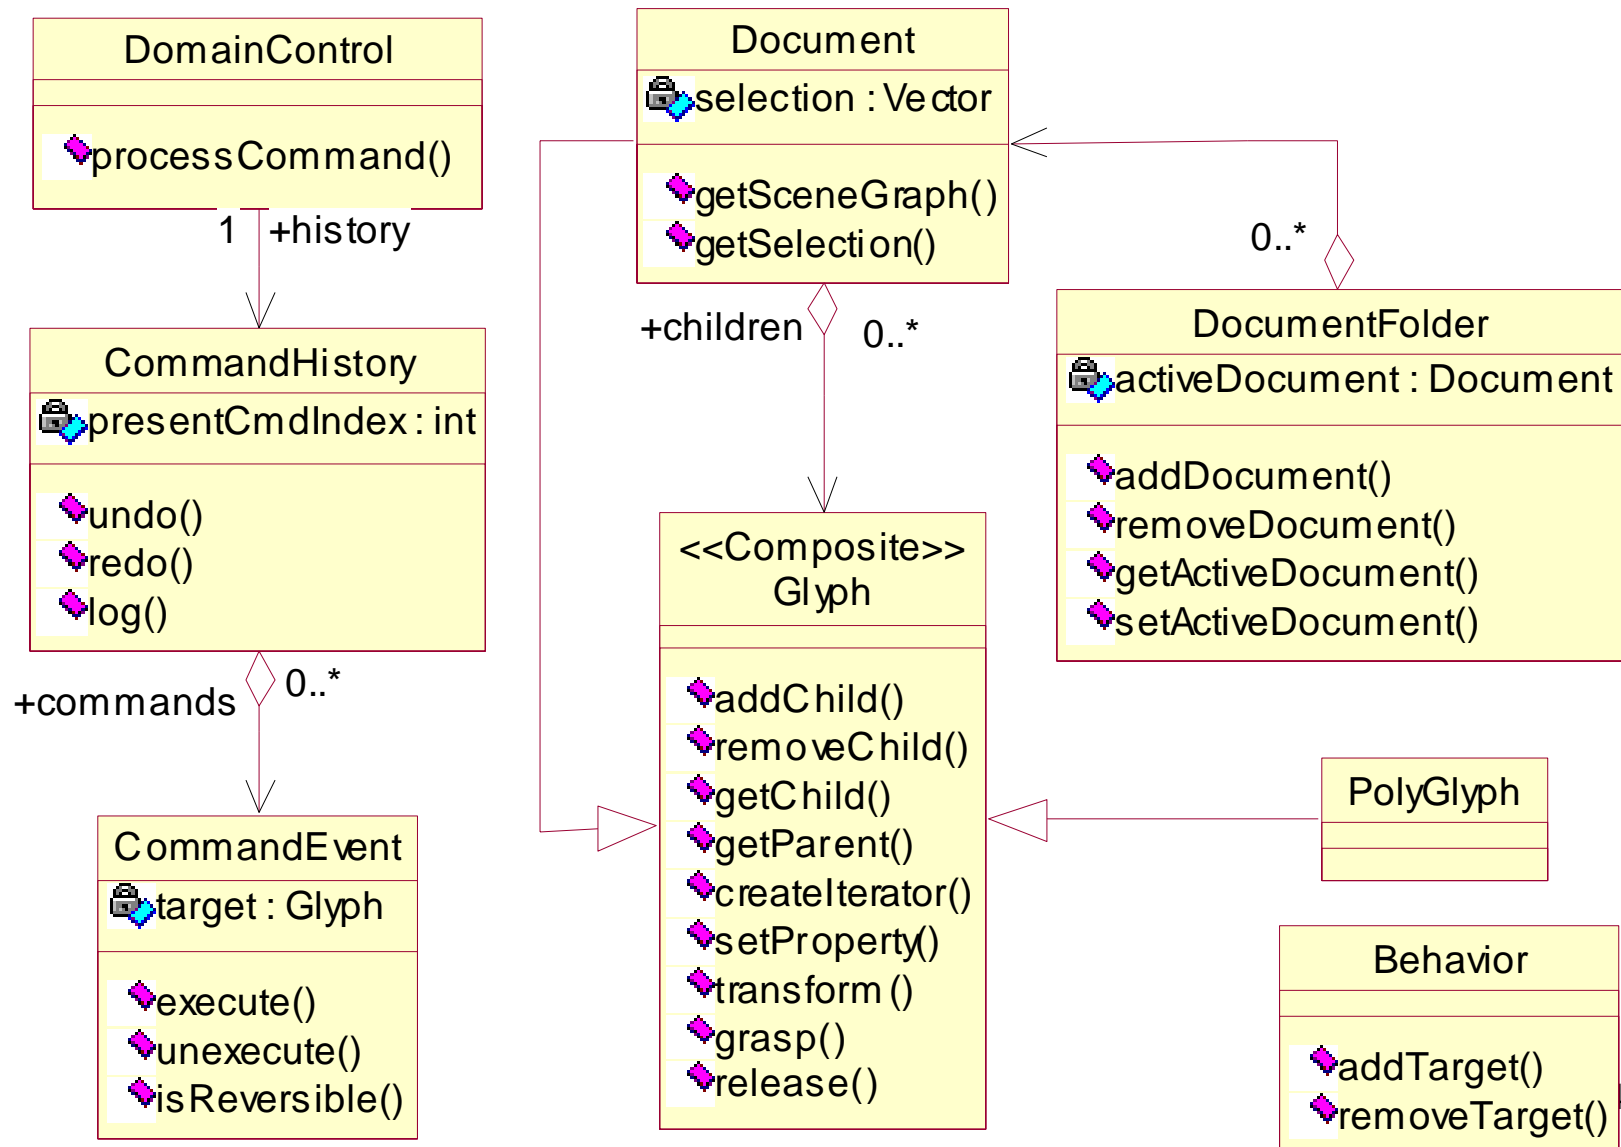 DomainControl
processCommand()
1 +history
CommandHistory
presentCmdIndex : int
undo()
redo()
log()
+commands 0..*
CommandEvent
target : Glyph
execute()
unexecute()
isReversible()
Document
selection : Vector
getSceneGraph()
getSelection()
+children 0..*
<<Composite>>
Glyph
addChild()
removeChild()
getChild()
getParent()
createIterator()
setProperty()
transform()
grasp()
release()
0..*
DocumentFolder
activeDocument : Document
addDocument()
removeDocument()
getActiveDocument()
setActiveDocument()
PolyGlyph
Behavior
addTarget()
removeTarget()